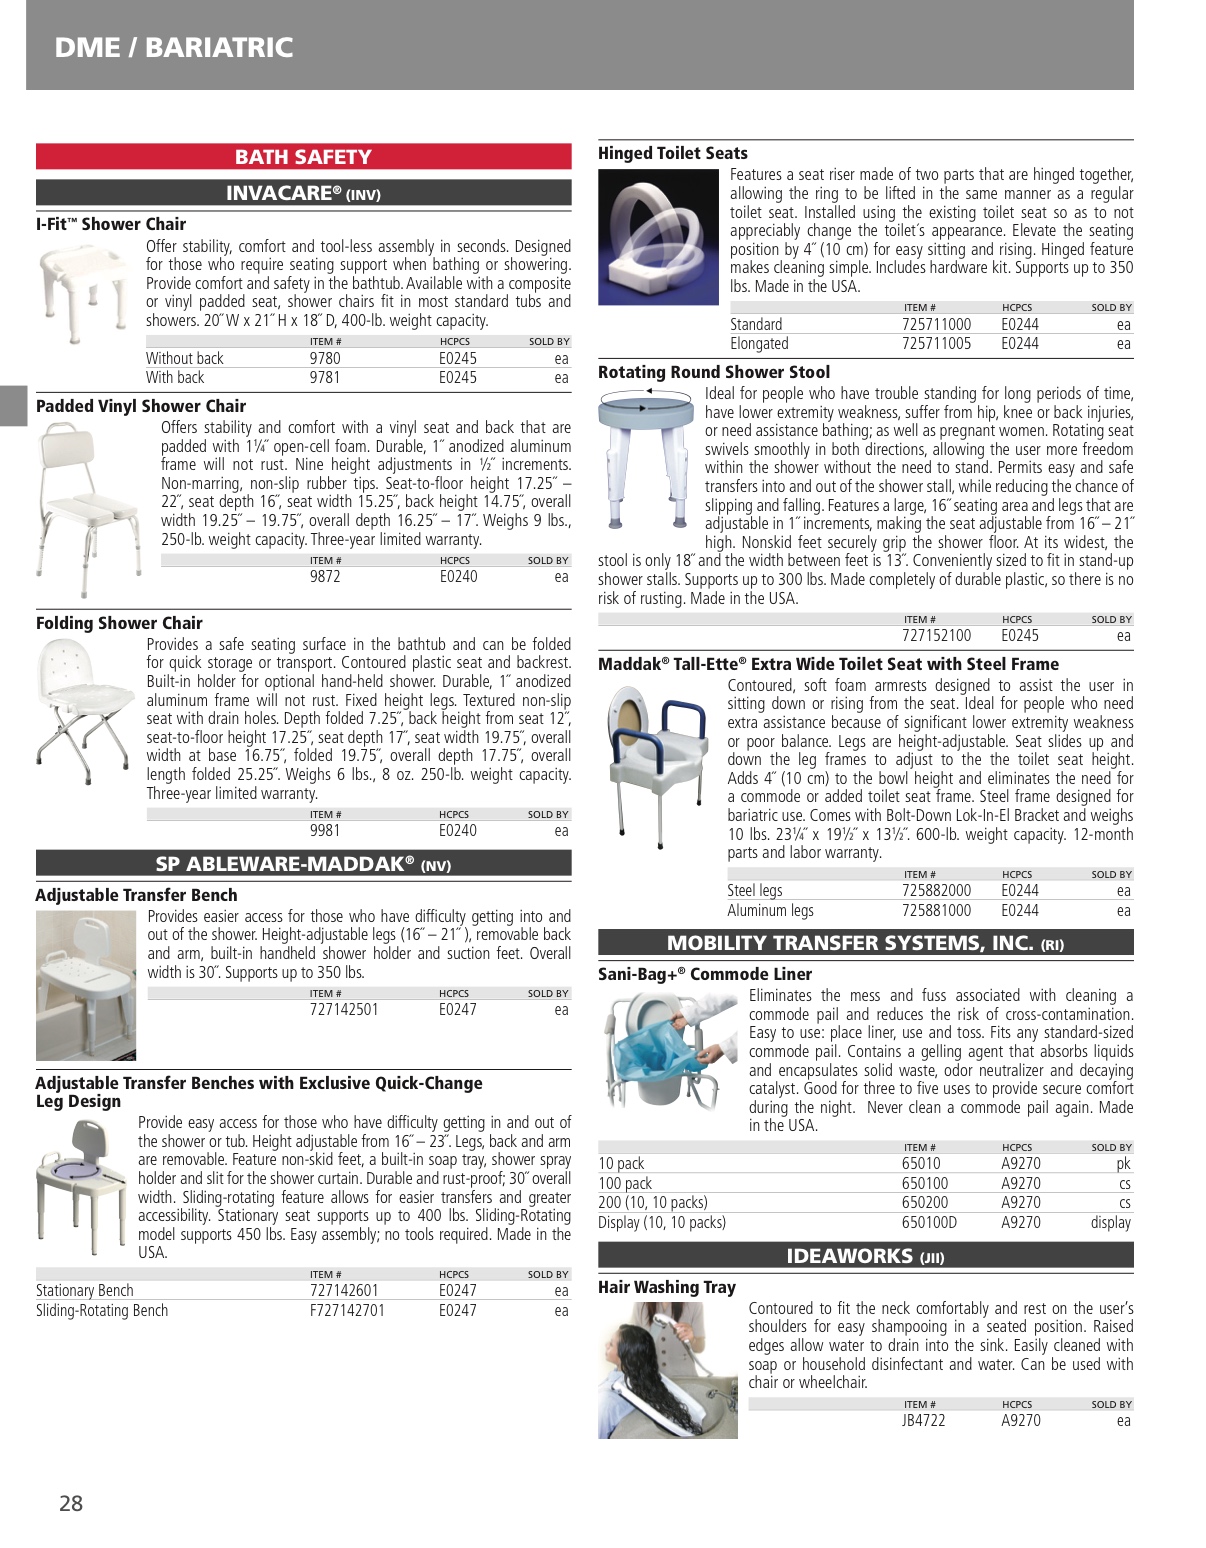 DME / BARIATRIC
BATH SAFETY
INVACARE® (INV)
I-Fit™ Shower Chair
Offer stability, comfort and tool-less assembly in seconds. Designed
for those who require seating support when bathing or showering.
Provide comfort and safety in the bathtub. Available with a composite
or vinyl padded seat, shower chairs fit in most standard tubs and
showers. 20˝ W x 21˝ H x 18˝ D, 400-lb. weight capacity.
ITEM # HCPCS SOLD BY
Without back 9780 E0245 ea
With back 9781 E0245 ea
Padded Vinyl Shower Chair
Offers stability and comfort with a vinyl seat and back that are
padded with 1¼˝ open-cell foam. Durable, 1˝ anodized aluminum
frame will not rust. Nine height adjustments in ½˝ increments.
Non-marring, non-slip rubber tips. Seat-to-floor height 17.25˝ –
22˝, seat depth 16˝, seat width 15.25˝, back height 14.75˝, overall
width 19.25˝ – 19.75˝, overall depth 16.25˝ – 17˝. Weighs 9 lbs.,
250-lb. weight capacity. Three-year limited warranty.
ITEM # HCPCS SOLD BY
9872 E0240 ea
Folding Shower Chair
Provides a safe seating surface in the bathtub and can be folded
for quick storage or transport. Contoured plastic seat and backrest.
Built-in holder for optional hand-held shower. Durable, 1˝ anodized
aluminum frame will not rust. Fixed height legs. Textured non-slip
seat with drain holes. Depth folded 7.25˝, back height from seat 12˝,
seat-to-floor height 17.25˝, seat depth 17˝, seat width 19.75˝, overall
width at base 16.75˝, folded 19.75˝, overall depth 17.75˝, overall
length folded 25.25˝. Weighs 6 lbs., 8 oz. 250-lb. weight capacity.
Three-year limited warranty.
ITEM # HCPCS SOLD BY
9981 E0240 ea
SP ABLEWARE-MADDAK® (NV)
Adjustable Transfer Bench
Provides easier access for those who have difficulty getting into and
out of the shower. Height-adjustable legs (16˝ – 21˝ ), removable back
and arm, built-in handheld shower holder and suction feet. Overall
width is 30˝. Supports up to 350 lbs.
ITEM # HCPCS SOLD BY
727142501 E0247 ea
Adjustable Transfer Benches with Exclusive Quick-Change
Leg Design
Provide easy access for those who have difficulty getting in and out of
the shower or tub. Height adjustable from 16˝ – 23˝. Legs, back and arm
are removable. Feature non-skid feet, a built-in soap tray, shower spray
holder and slit for the shower curtain. Durable and rust-proof; 30˝ overall
width. Sliding-rotating feature allows for easier transfers and greater
accessibility. Stationary seat supports up to 400 lbs. Sliding-Rotating
model supports 450 lbs. Easy assembly; no tools required. Made in the
USA.
ITEM # HCPCS SOLD BY
Stationary Bench 727142601 E0247 ea
Sliding-Rotating Bench F727142701 E0247 ea
Hinged Toilet Seats
Features a seat riser made of two parts that are hinged together,
allowing the ring to be lifted in the same manner as a regular
toilet seat. Installed using the existing toilet seat so as to not
appreciably change the toilet´s appearance. Elevate the seating
position by 4˝ (10 cm) for easy sitting and rising. Hinged feature
makes cleaning simple. Includes hardware kit. Supports up to 350
lbs. Made in the USA.
ITEM # HCPCS SOLD BY
Standard 725711000 E0244 ea
Elongated 725711005 E0244 ea
Rotating Round Shower Stool
Ideal for people who have trouble standing for long periods of time,
have lower extremity weakness, suffer from hip, knee or back injuries,
or need assistance bathing; as well as pregnant women. Rotating seat
swivels smoothly in both directions, allowing the user more freedom
within the shower without the need to stand. Permits easy and safe
transfers into and out of the shower stall, while reducing the chance of
slipping and falling. Features a large, 16˝ seating area and legs that are
adjustable in 1˝ increments, making the seat adjustable from 16˝ – 21˝
high. Nonskid feet securely grip the shower floor. At its widest, the
stool is only 18˝ and the width between feet is 13˝. Conveniently sized to fit in stand-up
shower stalls. Supports up to 300 lbs. Made completely of durable plastic, so there is no
risk of rusting. Made in the USA.
ITEM # HCPCS SOLD BY
727152100 E0245 ea
Maddak® Tall-Ette® Extra Wide Toilet Seat with Steel Frame
Contoured, soft foam armrests designed to assist the user in
sitting down or rising from the seat. Ideal for people who need
extra assistance because of significant lower extremity weakness
or poor balance. Legs are height-adjustable. Seat slides up and
down the leg frames to adjust to the the toilet seat height.
Adds 4˝ (10 cm) to the bowl height and eliminates the need for
a commode or added toilet seat frame. Steel frame designed for
bariatric use. Comes with Bolt-Down Lok-In-El Bracket and weighs
10 lbs. 23¼˝ x 19½˝ x 13½˝. 600-lb. weight capacity. 12-month
parts and labor warranty.
ITEM # HCPCS SOLD BY
Steel legs 725882000 E0244 ea
Aluminum legs 725881000 E0244 ea
MOBILITY TRANSFER SYSTEMS, INC. (RI)
Sani-Bag+® Commode Liner
Eliminates the mess and fuss associated with cleaning a
commode pail and reduces the risk of cross-contamination.
Easy to use: place liner, use and toss. Fits any standard-sized
commode pail. Contains a gelling agent that absorbs liquids
and encapsulates solid waste, odor neutralizer and decaying
catalyst. Good for three to five uses to provide secure comfort
during the night. Never clean a commode pail again. Made
in the USA.
ITEM # HCPCS SOLD BY
10 pack 65010 A9270 pk
100 pack 650100 A9270 cs
200 (10, 10 packs) 650200 A9270 cs
Display (10, 10 packs) 650100D A9270 display
IDEAWORKS (JII)
Hair Washing Tray
Contoured to fit the neck comfortably and rest on the user’s
shoulders for easy shampooing in a seated position. Raised
edges allow water to drain into the sink. Easily cleaned with
soap or household disinfectant and water. Can be used with
chair or wheelchair.
ITEM # HCPCS SOLD BY
JB4722 A9270 ea
28